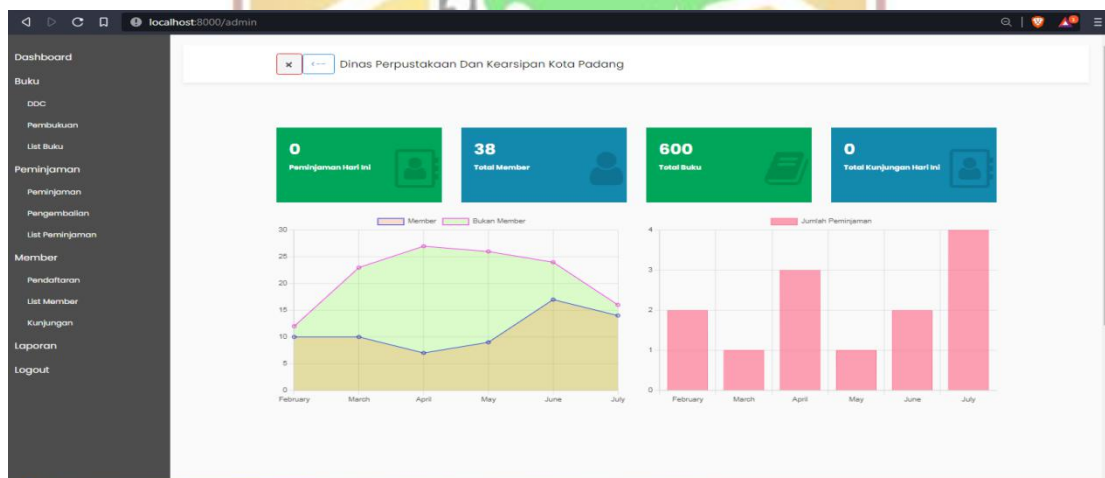 localhost:8000/admin
Dashboard
Buku
DDC
Pembukuan
List Buku
Peminjaman
Peminjaman
Pengembalian
List Peminjaman
Member
Pendaftaran
List Member
Kunjungan
Laporan
Logout
Dinas Perpustakaan Dan Kearsipan Kota Padang
0
Peminjaman Hari Ini
38
Total Member
600
Total Buku
0
Total Kunjungan Hari Ini
Member Bukan Member
30
25
20
15
10
5
0
February March April May June July
Jumlah Peminjaman
4
3
2
1
0
February March April May June July